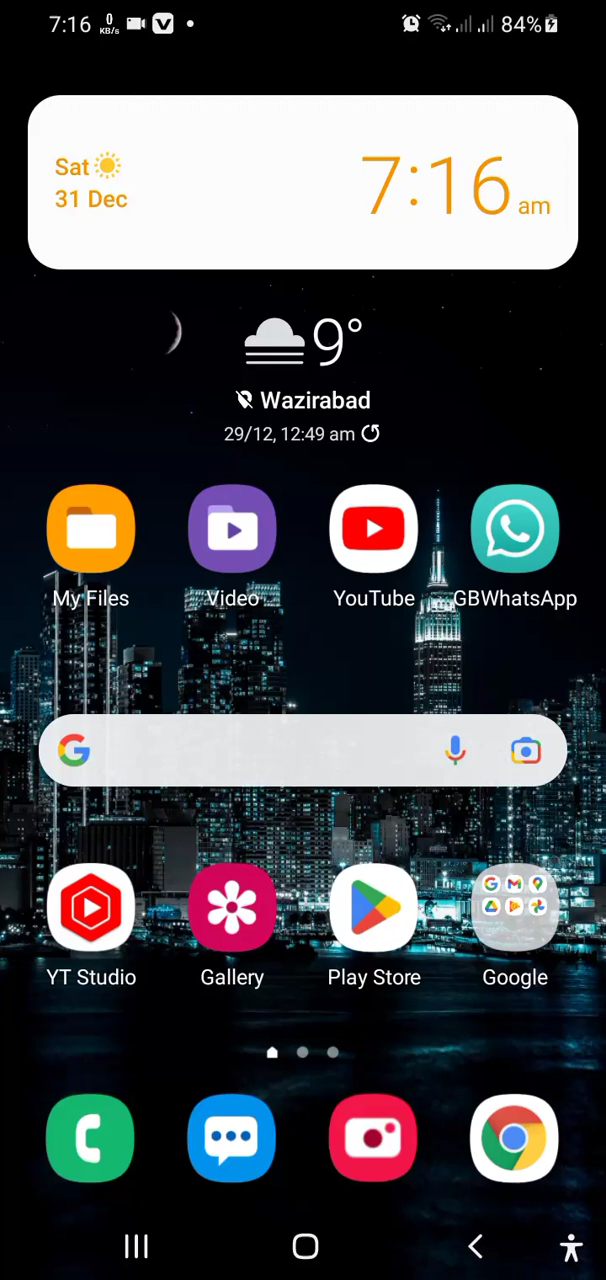 7:16 0 KB/s 84%
Sat
31 Dec
7:16 am
9°
Wazirabad
29/12, 12:49 am
My Files Video YouTube GBWhatsApp
YT Studio Gallery Play Store Google